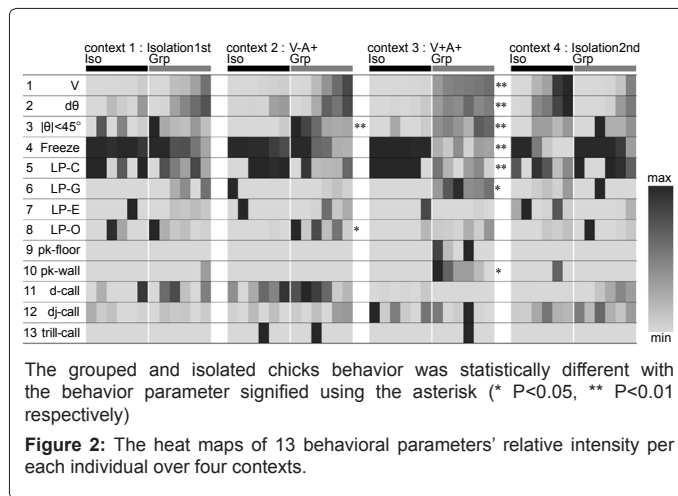 context 1 : Isolation1st context 2 : V-A+ context 3 : V+A+ context 4 : Isolation2nd
Iso Grp Iso Grp Iso Grp Iso Grp
1 V **
2 dθ **
3 |θ|<45° ** **
4 Freeze **
5 LP-C **
6 LP-G *
7 LP-E
8 LP-O *
9 pk-floor
10 pk-wall *
11 d-call
12 dj-call
13 trill-call
max
min
The grouped and isolated chicks behavior was statistically different with
the behavior parameter signified using the asterisk (* P<0.05, ** P<0.01
respectively)
Figure 2: The heat maps of 13 behavioral parameters' relative intensity per
each individual over four contexts.